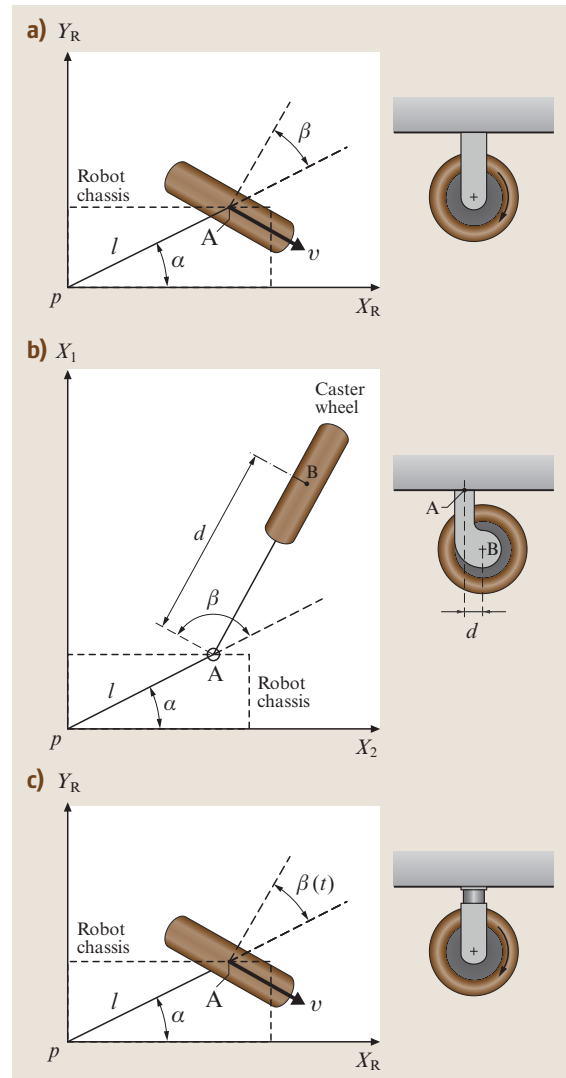 a) Y_R
β
Robot
chassis
A
l
α
v
p
X_R
b) X_1
Caster
wheel
B
A
B
d
d
β
A
Robot
chassis
l
α
p
X_2
c) Y_R
β(t)
Robot
chassis
A
l
α
v
p
X_R